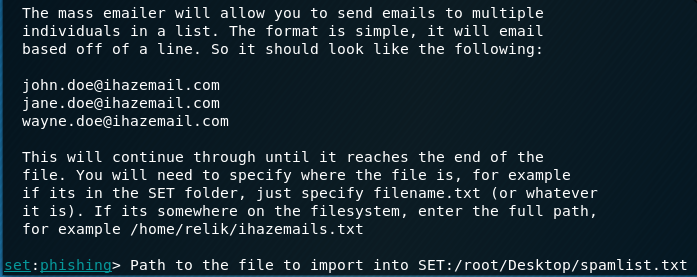 The mass emailer will allow you to send emails to multiple
individuals in a list. The format is simple, it will email
based off of a line. So it should look like the following:
john.doe@ihazemail.com
jane.doe@ihazemail.com
wayne.doe@ihazemail.com
This will continue through until it reaches the end of the
file. You will need to specify where the file is, for example
if its in the SET folder, just specify filename.txt (or whatever
it is). If its somewhere on the filesystem, enter the full path,
for example /home/relik/ihazemails.txt
set:phishing> Path to the file to import into SET:/root/Desktop/spamlist.txt